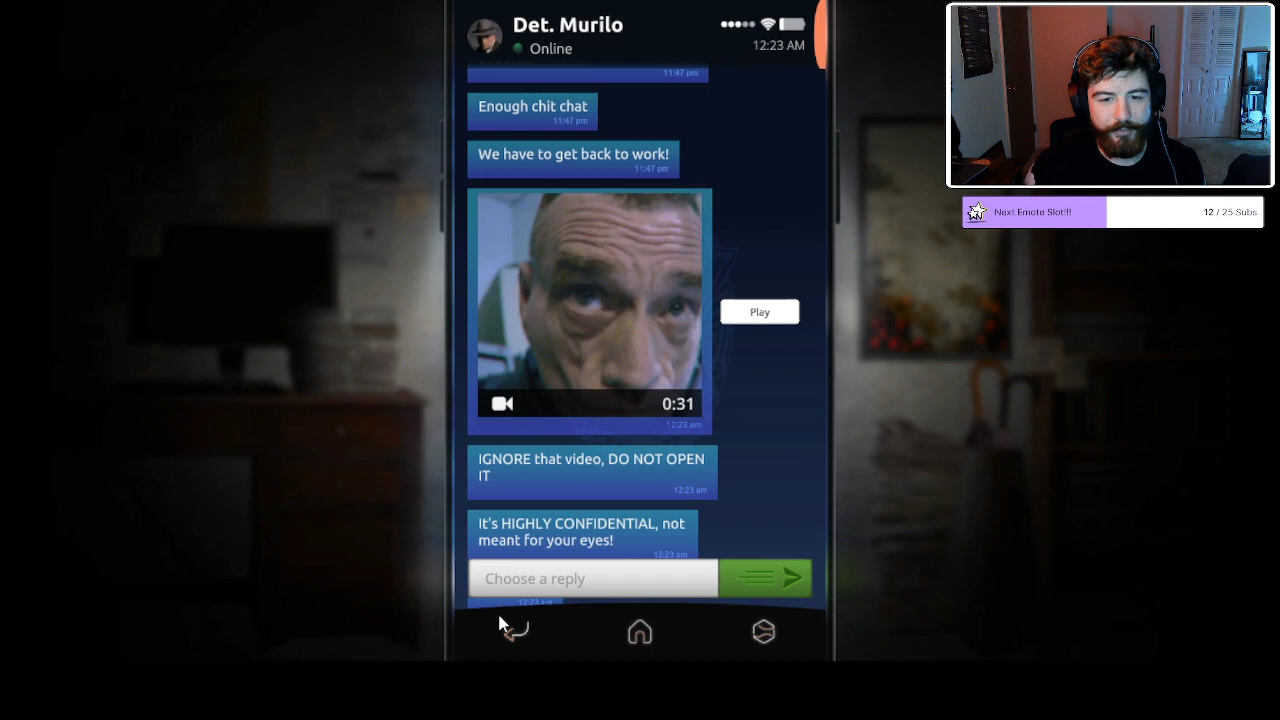 Det. Murilo
Online
12:23 AM
11:47 pm
Enough chit chat
11:47 pm
We have to get back to work!
11:47 pm
Play
0:31
12:23 am
IGNORE that video, DO NOT OPEN
IT
12:23 am
It's HIGHLY CONFIDENTIAL, not
meant for your eyes!
12:23 am
Choose a reply
12:23 am
Next Emote Slot!!!
12 / 25 Subs